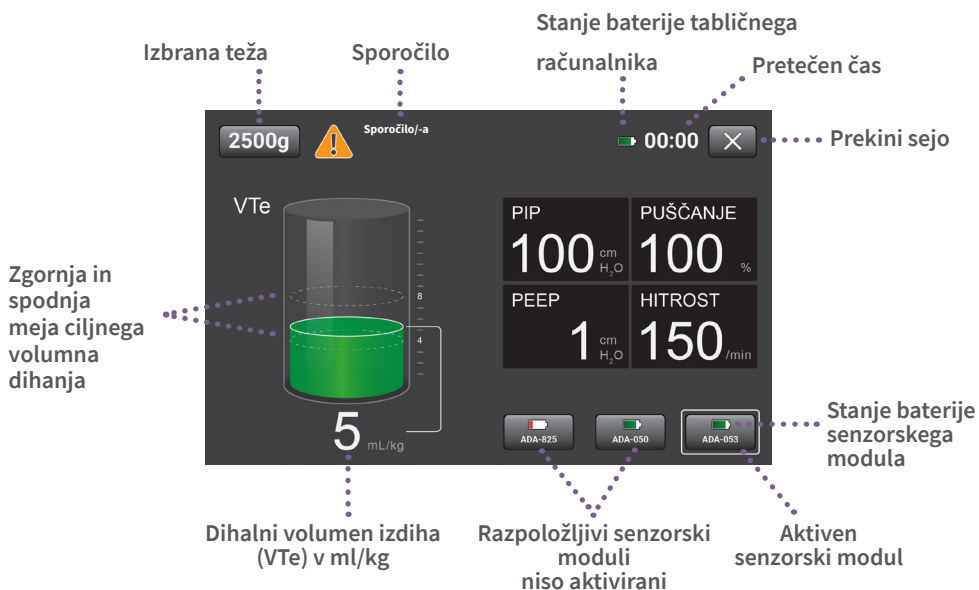 Stanje baterije tabličnega
računalnika
Izbrana teža
Sporočilo
Pretečen čas
2500g
Sporočilo/-a
00:00
Prekini sejo
VTe
PIP
100 cm H₂O
PUŠČANJE
100 %
PEEP
1 cm H₂O
HITROST
150 /min
Zgornja in
spodnja
meja ciljnega
volumna
dihanja
8
4
5 mL/kg
ADA-825
ADA-050
ADA-053
Stanje baterije
senzorskega
modula
Dihalni volumen izdiha
(VTe) v ml/kg
Razpoložljivi senzorski
moduli
niso aktivirani
Aktiven
senzorski modul